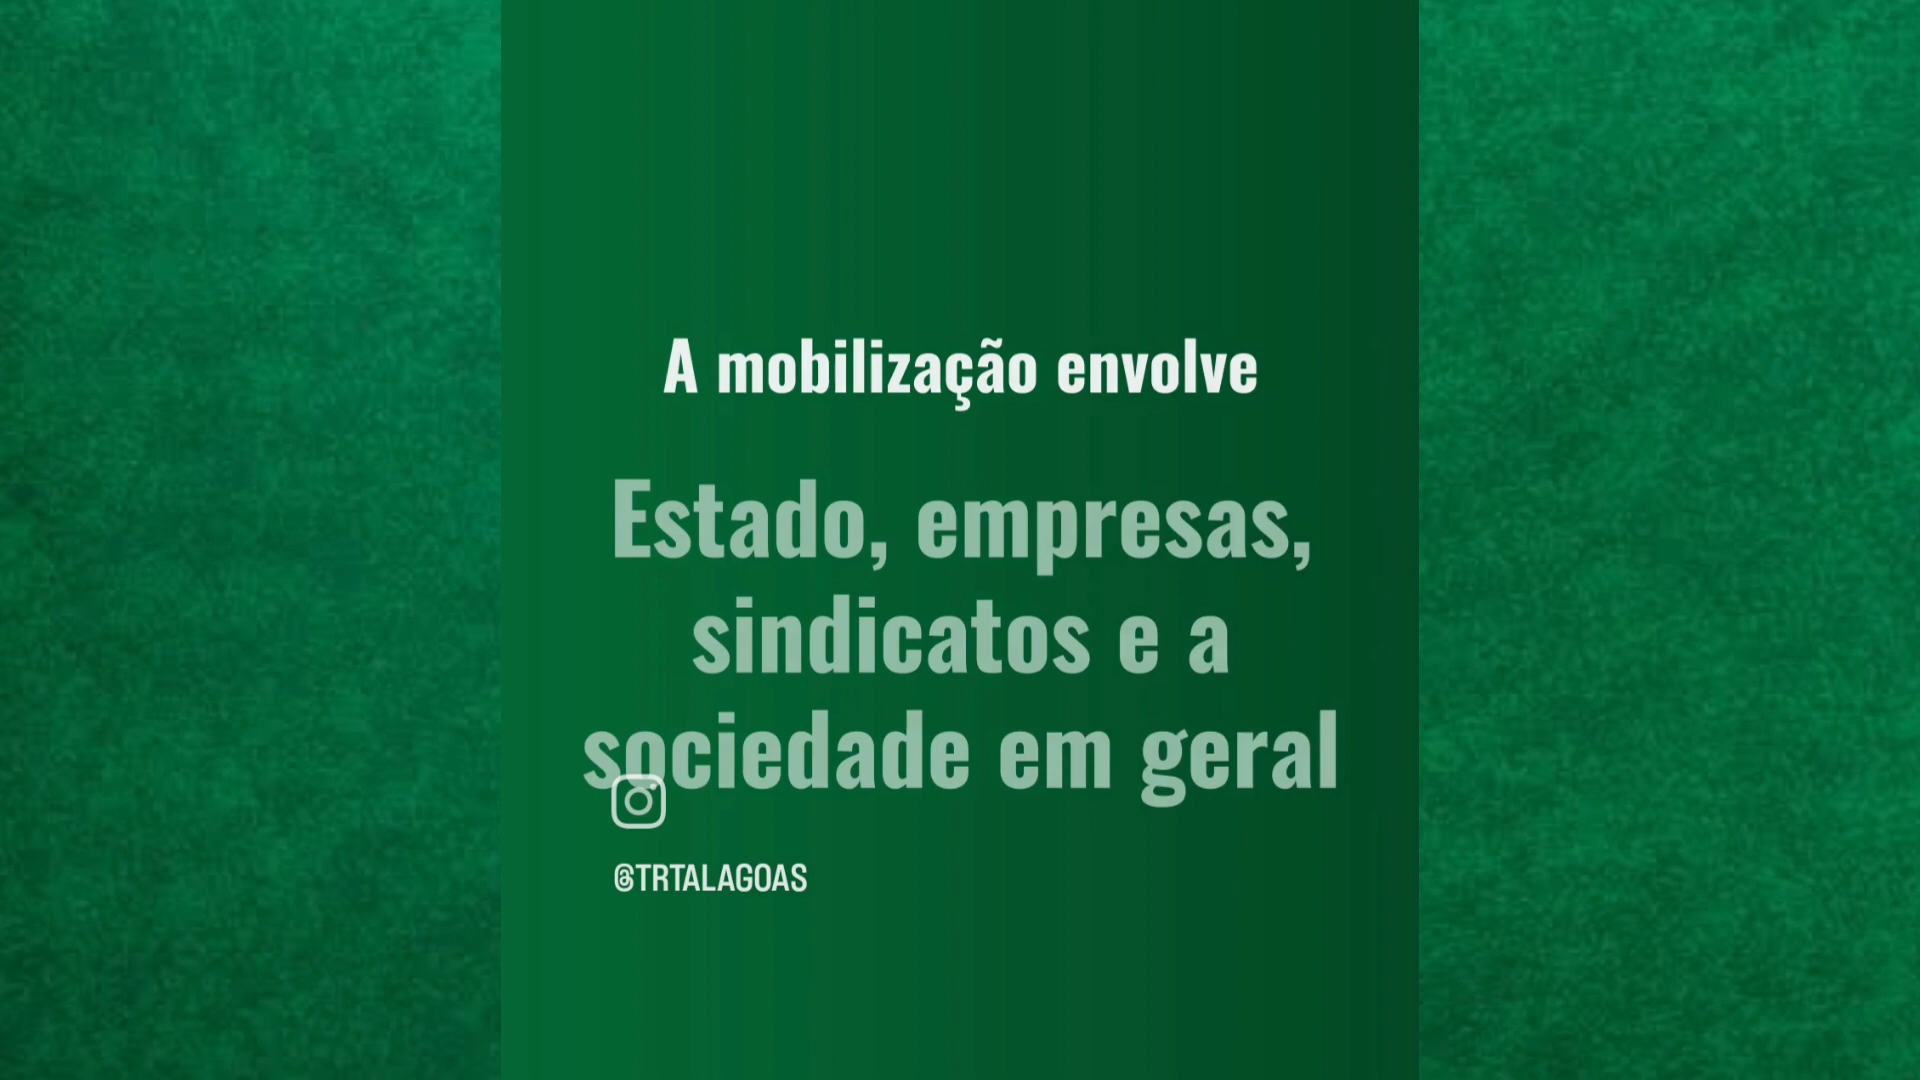 A mobilização envolve
Estado, empresas,
sindicatos e a
sociedade em geral
@TRTALAGOAS